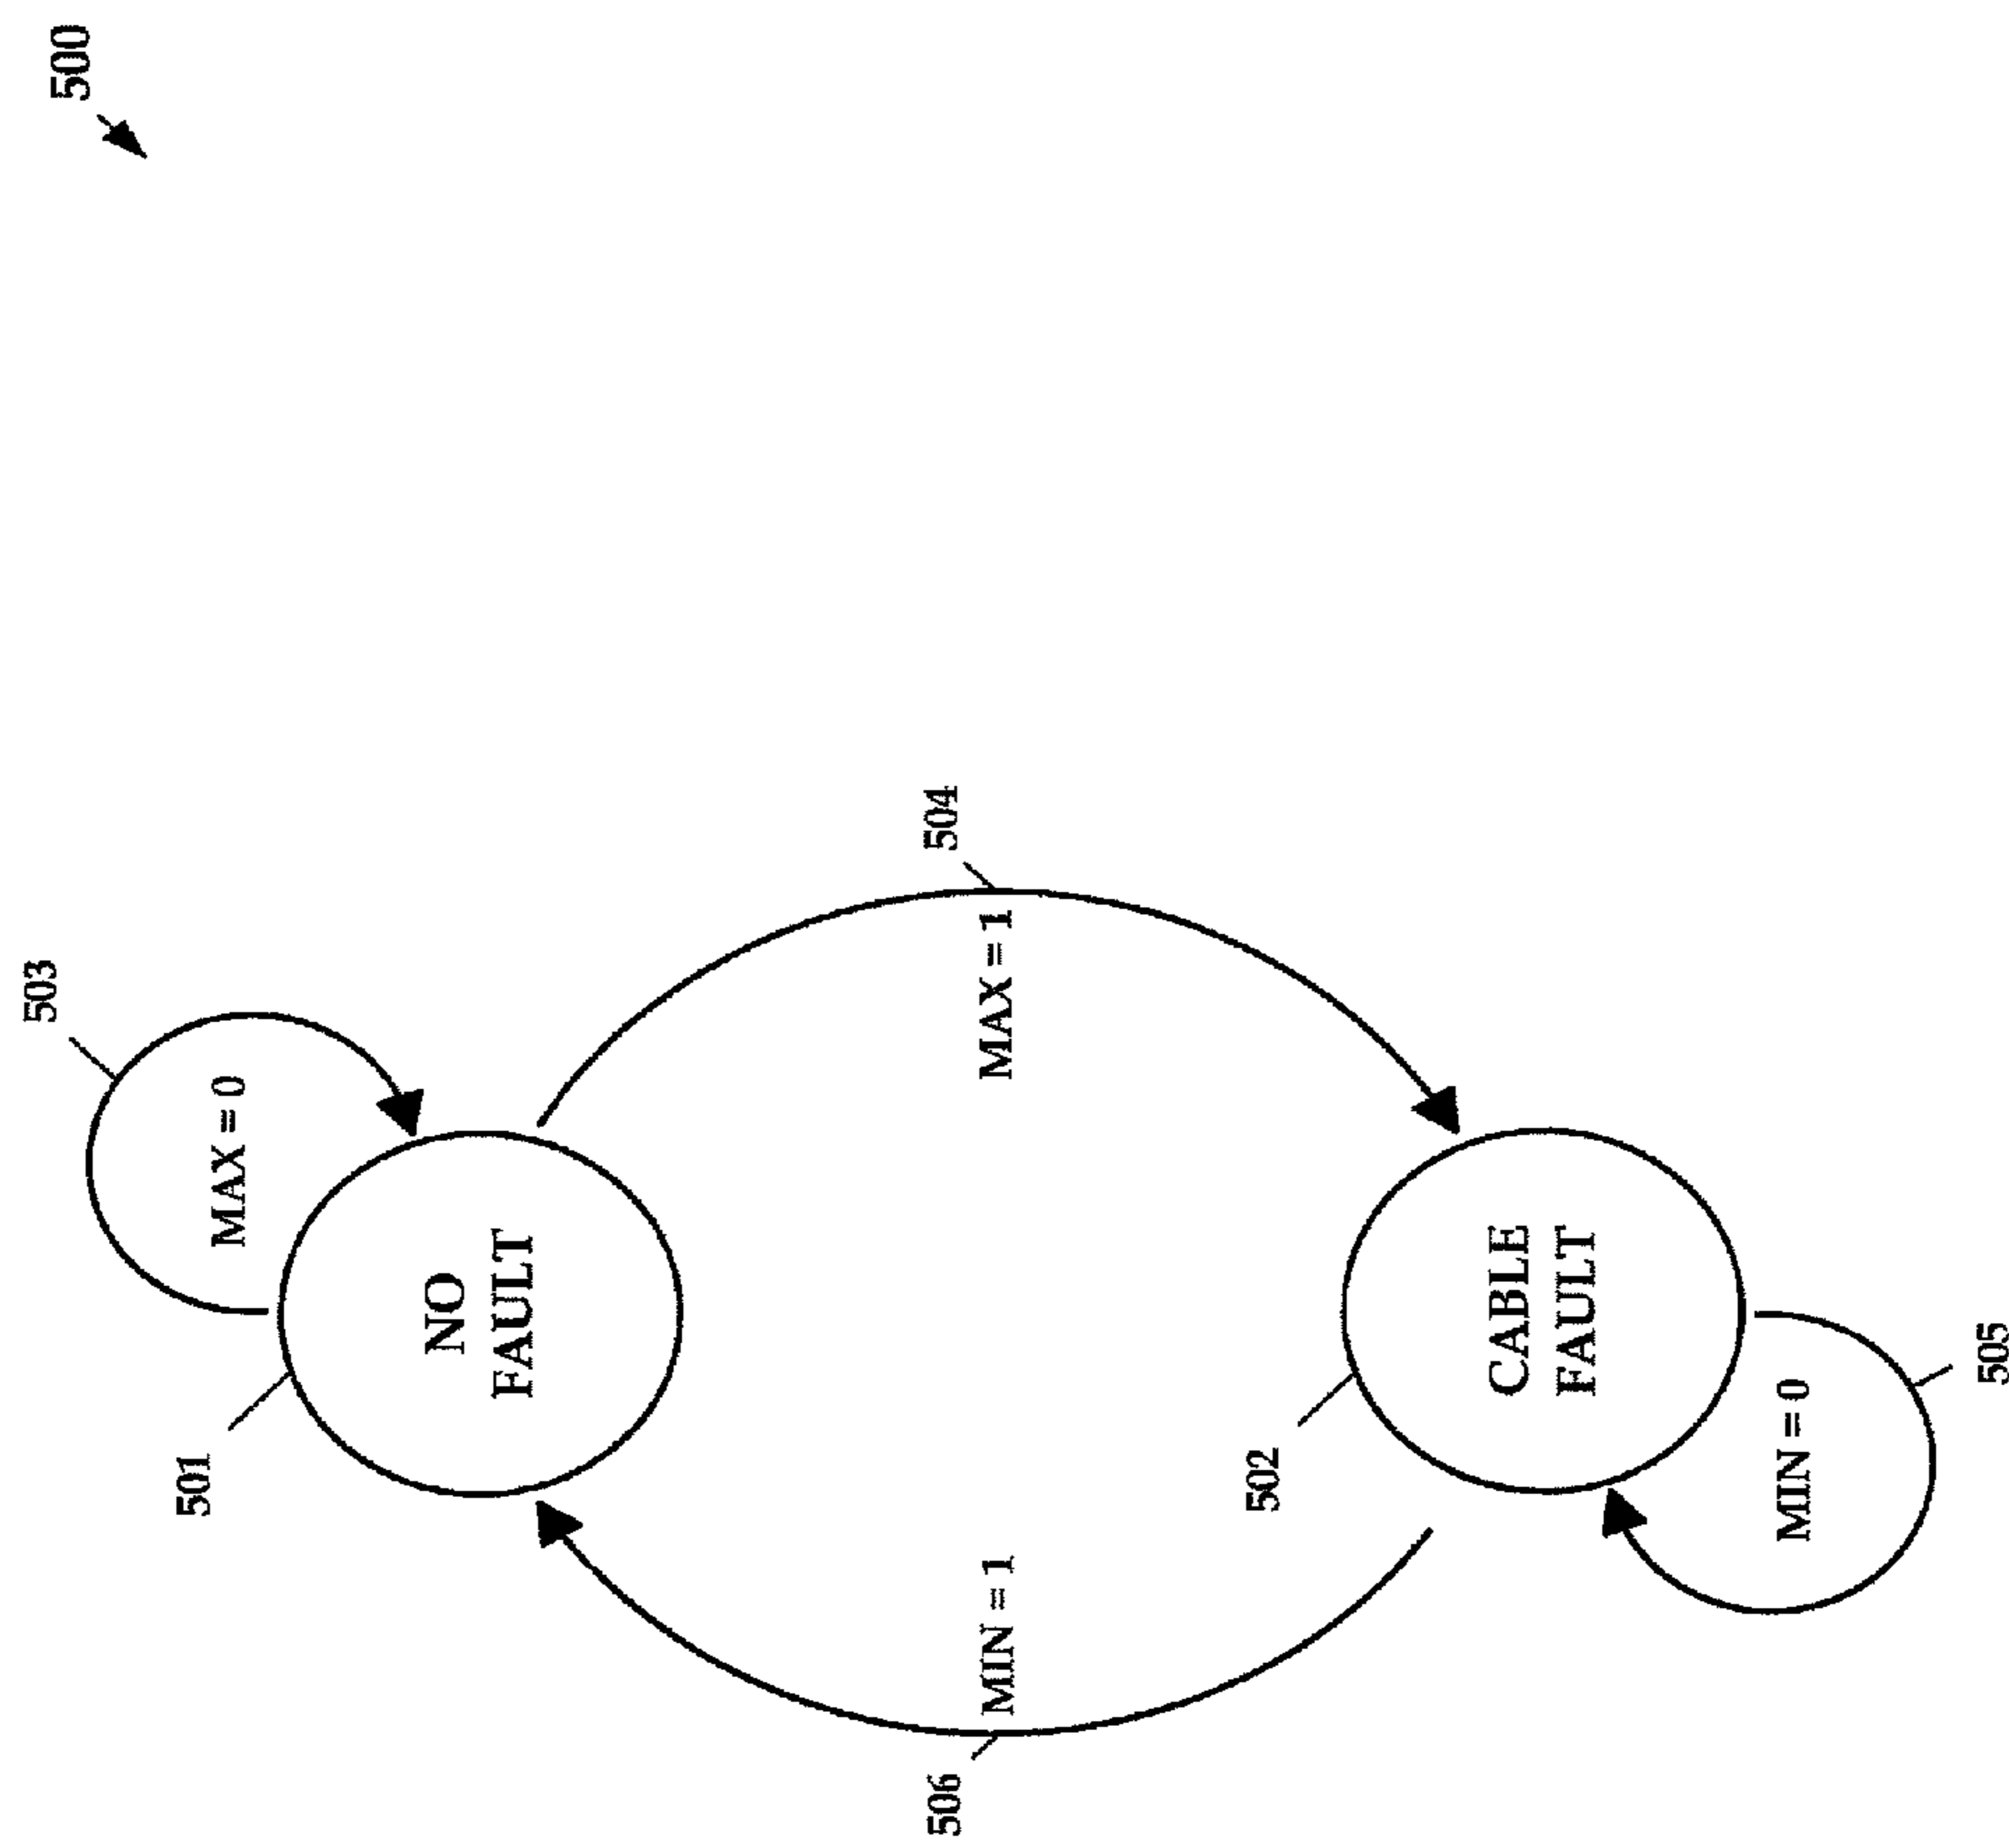 500
503
MAX = 0
501
NO
FAULT
504
MAX = 1
506
MIN = 1
502
CABLE
FAULT
MIN = 0
505